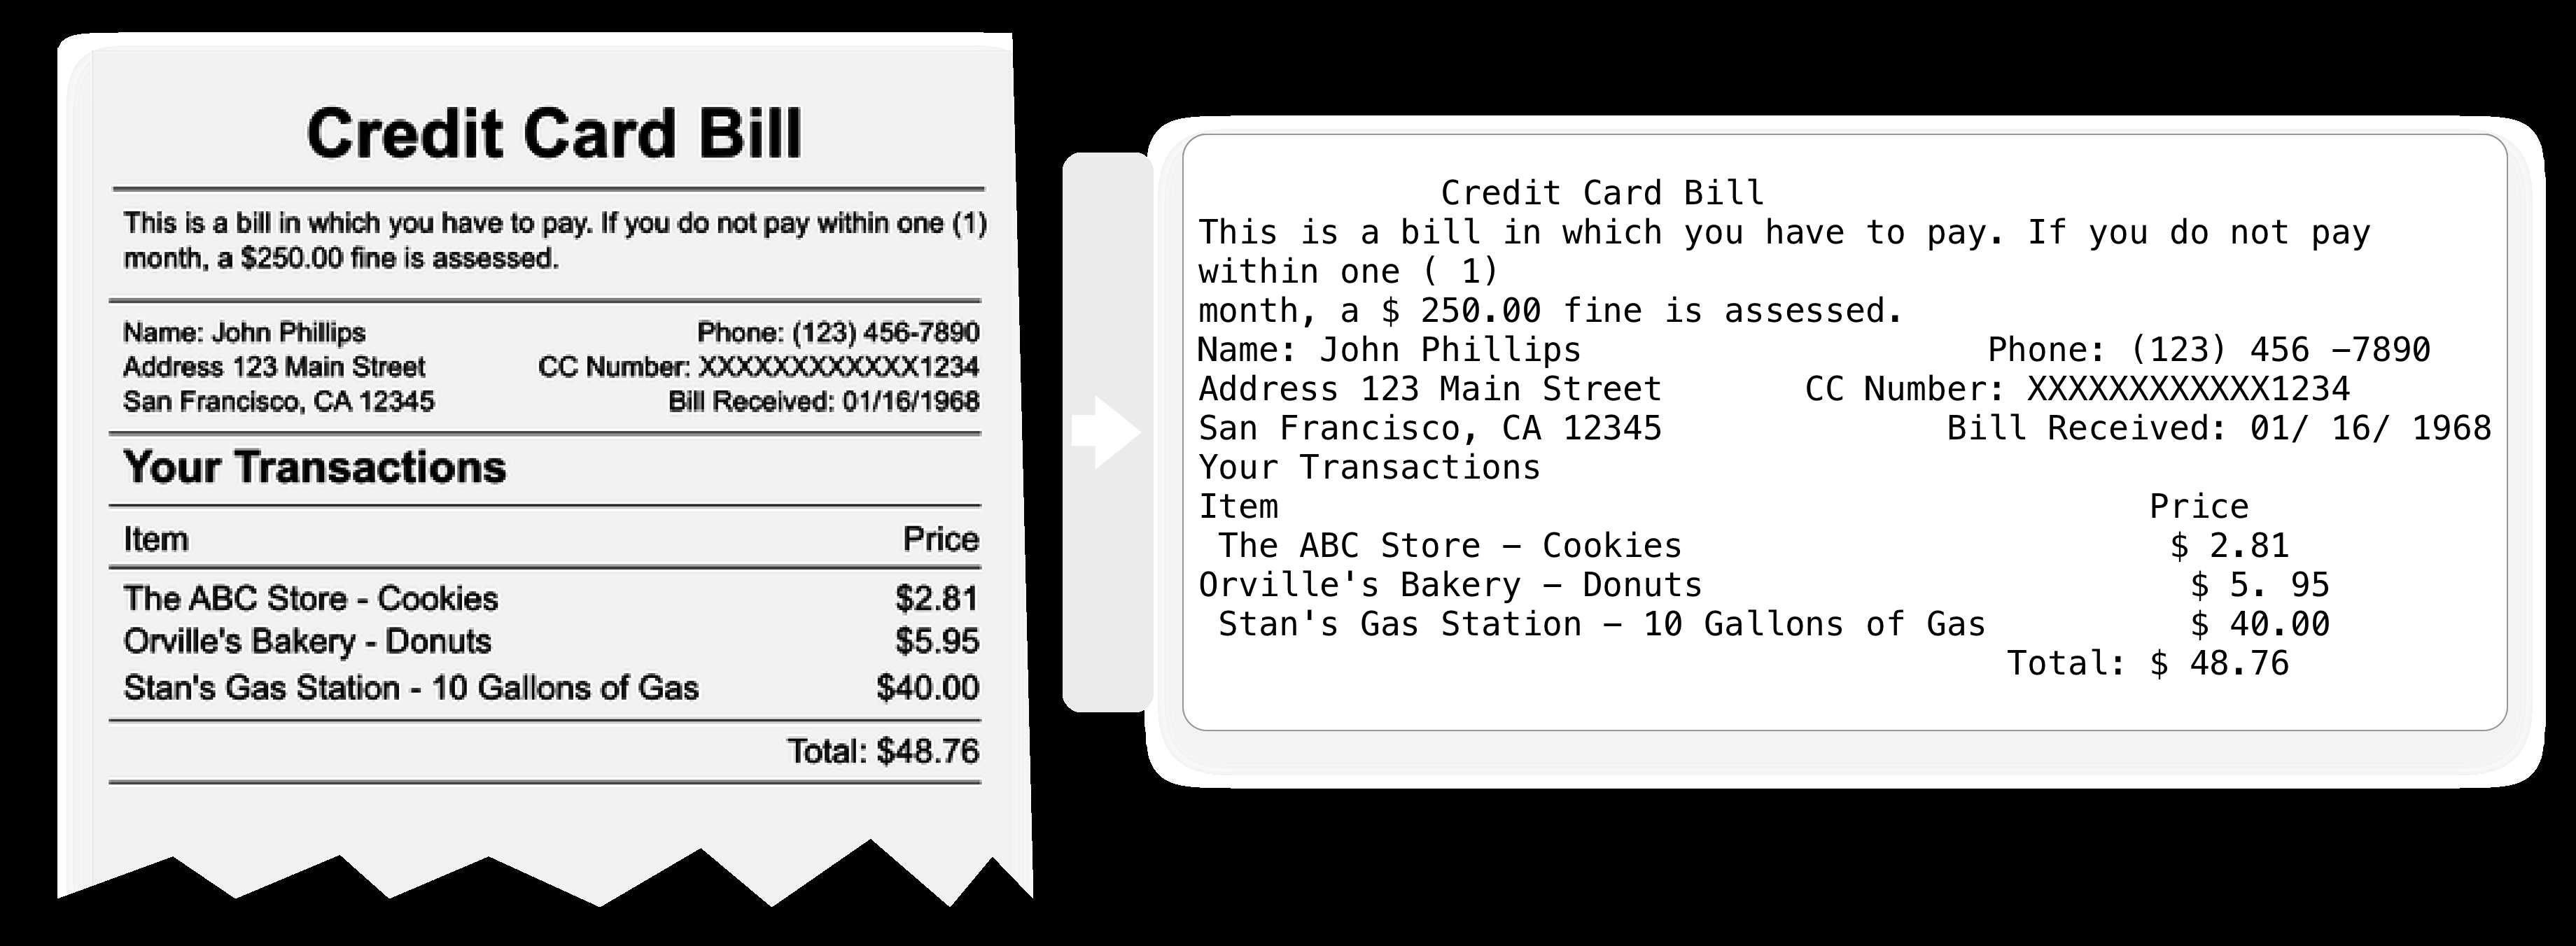 Credit Card Bill
This is a bill in which you have to pay. If you do not pay within one (1)
month, a $250.00 fine is assessed.
Name: John Phillips Phone: (123) 456-7890
Address 123 Main Street CC Number: XXXXXXXXXXXX1234
San Francisco, CA 12345 Bill Received: 01/16/1968
Your Transactions
Item Price
The ABC Store - Cookies $2.81
Orville's Bakery - Donuts $5.95
Stan's Gas Station - 10 Gallons of Gas $40.00
Total: $48.76
Credit Card Bill
This is a bill in which you have to pay. If you do not pay
within one ( 1)
month, a $ 250.00 fine is assessed.
Name: John Phillips Phone: (123) 456 –7890
Address 123 Main Street CC Number: XXXXXXXXXXXX1234
San Francisco, CA 12345 Bill Received: 01/ 16/ 1968
Your Transactions
Item Price
The ABC Store – Cookies $ 2.81
Orville's Bakery – Donuts $ 5. 95
Stan's Gas Station – 10 Gallons of Gas $ 40.00
Total: $ 48.76